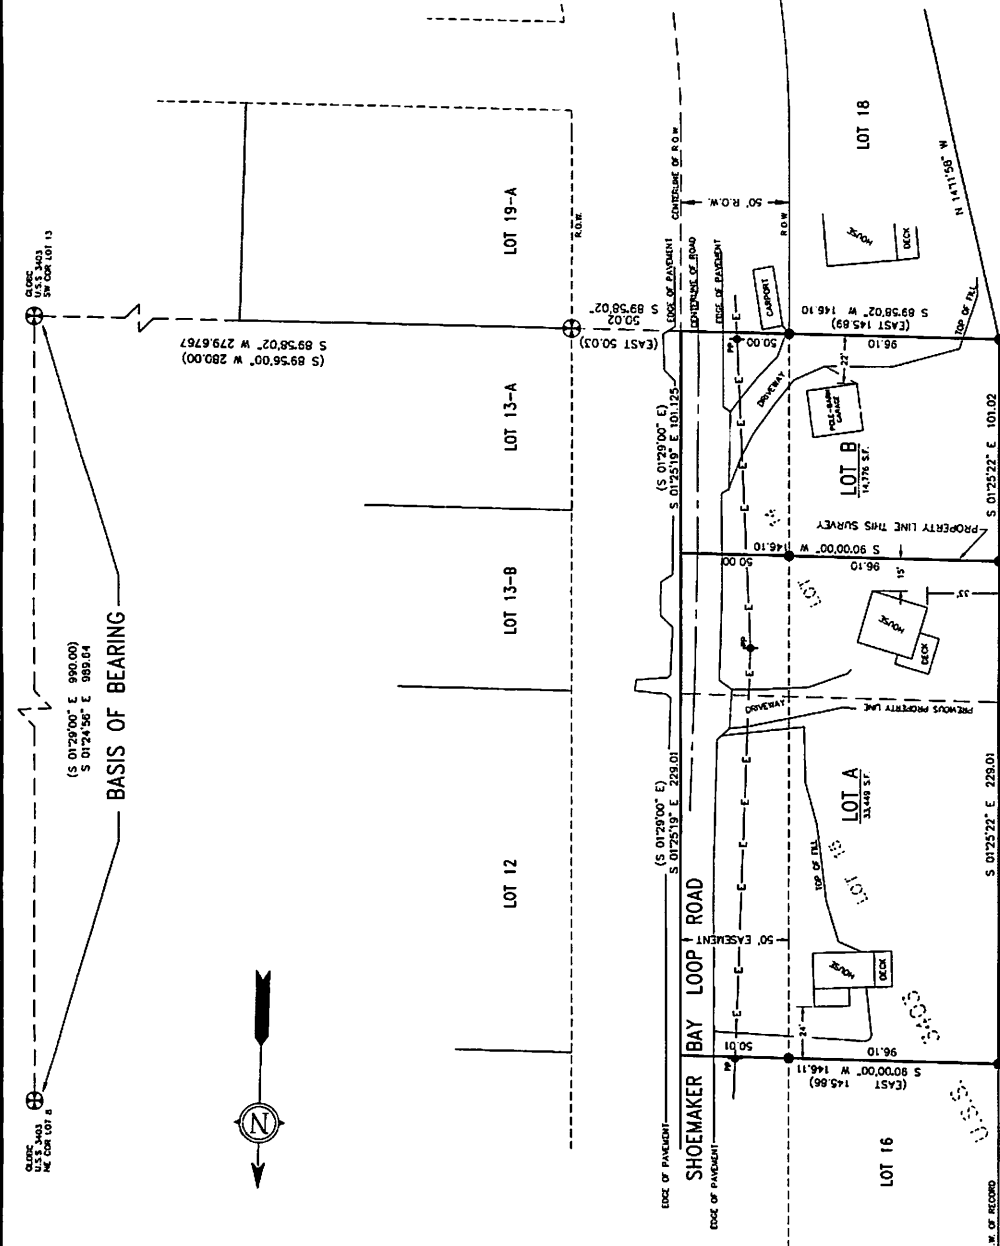 GLOBC
U.S.S 3403
SW COR LOT 13
GLOBC
U.S.S 3403
NE COR LOT 8
(S 01°29'00" E 990.00)
S 01°24'56" E 989.04
BASIS OF BEARING
(S 89°56'00" W 280.00)
S 89°58'02" W 279.6767
LOT 19-A
LOT 13-A
LOT 13-B
LOT 12
N
R.O.W.
(EAST 50.03)
50.02
S 89°58'02"
CENTERLINE OF R.O.W
EDGE OF PAVEMENT
CENTERLINE OF ROAD
EDGE OF PAVEMENT
50' R.O.W.
R.O.W
LOT 18
HOUSE
DECK
N 14°11'58" W
CARPORT
(EAST 145.89)
S 89°58'02" W 146.10
96.10
50.00
PP
TOP OF FILL
22'
DRIVEWAY
POLE-BARN
GARAGE
(S 01°29'00" E)
S 01°25'19" E 101.125
LOT B
14,776 S.F.
S 01°25'22" E 101.02
PROPERTY LINE THIS SURVEY
S 90°00'00" W 146.10
96.10
50.00
15'
LOT
HOUSE
DECK
33'
PP
DRIVEWAY
PREVIOUS PROPERTY LINE
(S 01°29'00" E)
S 01°25'19" E 229.01
LOT A
33,449 S.F.
S 01°25'22" E 229.01
TOP OF FILL
LOT
50' EASEMENT
HOUSE
DECK
24'
SHOEMAKER BAY LOOP ROAD
EDGE OF PAVEMENT
EDGE OF PAVEMENT
PP
50.01
96.10
S 90°00'00" W 146.11
(EAST 145.86)
U.S.S. 3403
LOT 16
E E E E E E E E E E E
.W. OF RECORD